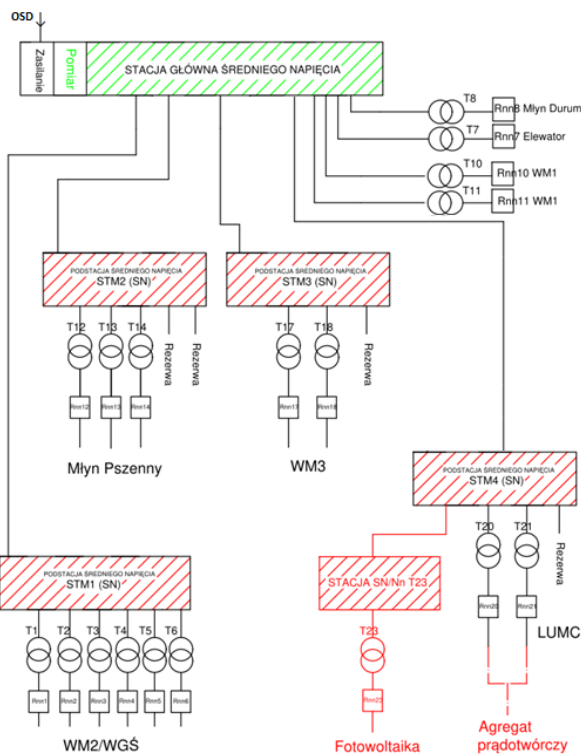 OSD
Zasilanie
Pomiar
STACJA GŁÓWNA ŚREDNIEGO NAPIĘCIA
T8
Rnn8 Młyn Durum
T7
Rnn7 Elewator
T10
Rnn10 WM1
T11
Rnn11 WM1
PODSTACJA ŚREDNIEGO NAPIĘCIA
STM2 (SN)
PODSTACJA ŚREDNIEGO NAPIĘCIA
STM3 (SN)
T12 T13 T14
Rezerwa
Rezerwa
T17 T18
Rezerwa
Rnn12 Rnn13 Rnn14
Rnn17 Rnn18
Młyn Pszenny
WM3
PODSTACJA ŚREDNIEGO NAPIĘCIA
STM4 (SN)
T20 T21
Rezerwa
PODSTACJA ŚREDNIEGO NAPIĘCIA
STM1 (SN)
STACJA SN/Nn T23
Rnn20 Rnn21
T1 T2 T3 T4 T5 T6
T23
LUMC
Rnn1 Rnn2 Rnn3 Rnn4 Rnn5 Rnn6
Rnn23
WM2/WGŚ
Fotowoltaika
Agregat
prądotwórczy